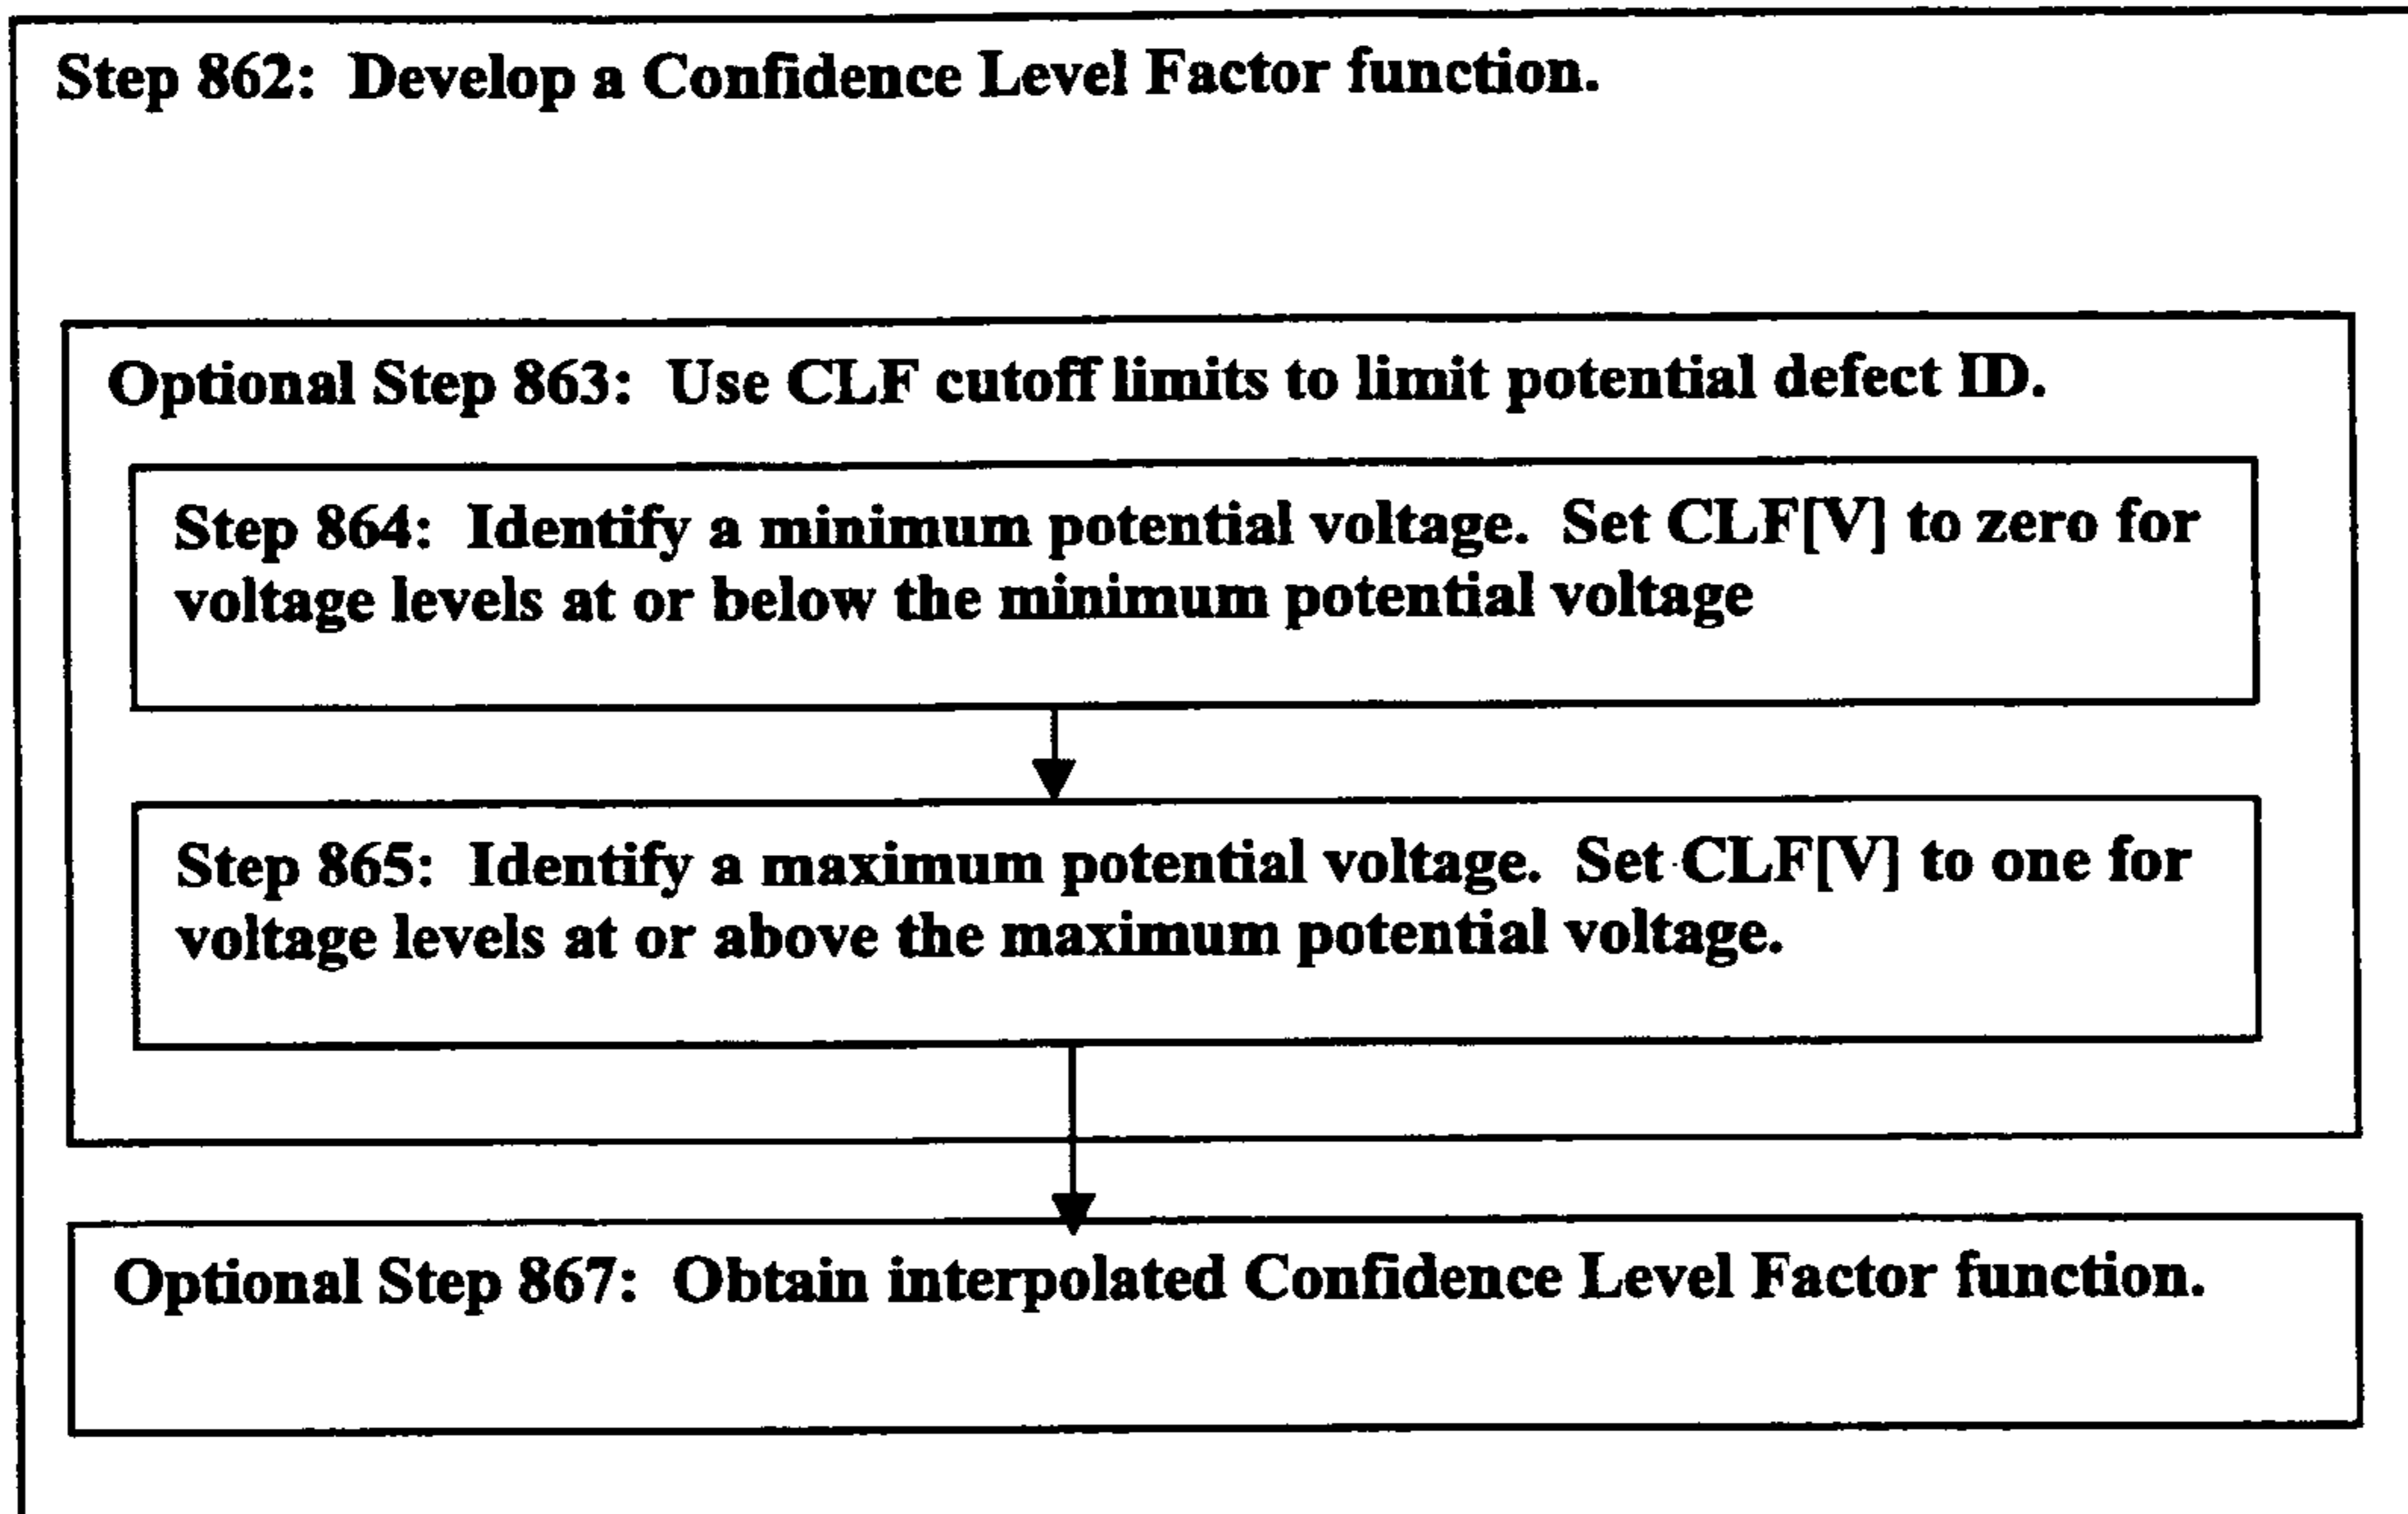 Step 862: Develop a Confidence Level Factor function.
Optional Step 863: Use CLF cutoff limits to limit potential defect ID.
Step 864: Identify a minimum potential voltage. Set CLF[V] to zero for
voltage levels at or below the minimum potential voltage
Step 865: Identify a maximum potential voltage. Set CLF[V] to one for
voltage levels at or above the maximum potential voltage.
Optional Step 867: Obtain interpolated Confidence Level Factor function.